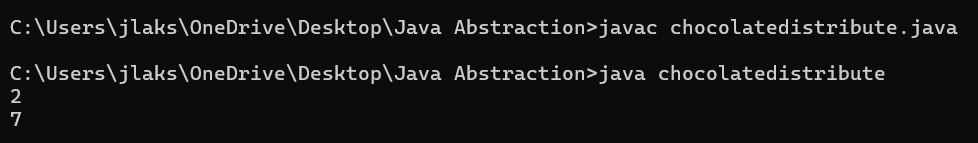 C:\Users\jlaks\OneDrive\Desktop\Java Abstraction>javac chocolatedistribute.java
C:\Users\jlaks\OneDrive\Desktop\Java Abstraction>java chocolatedistribute
2
7